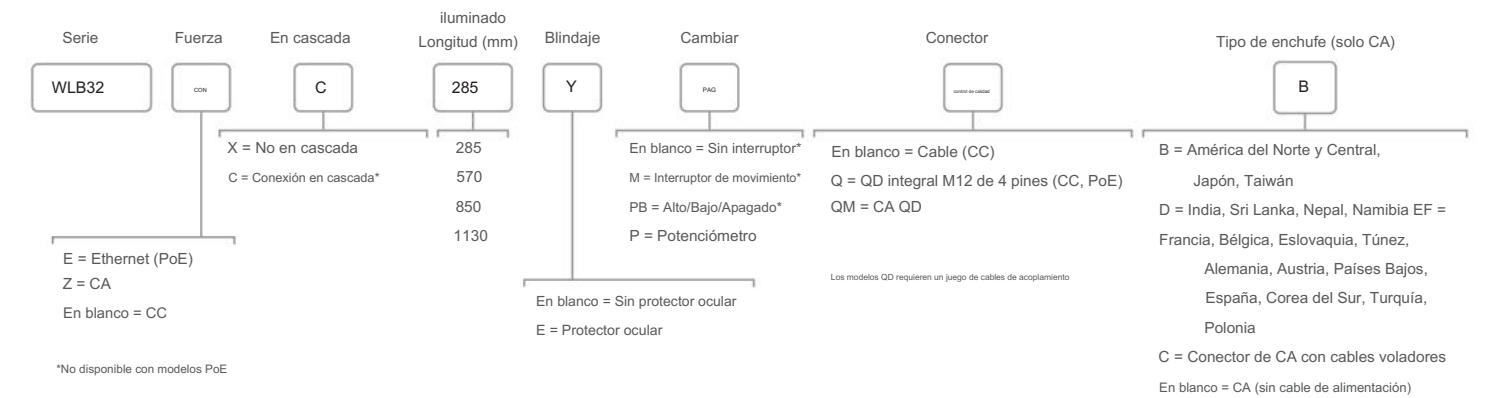 Serie
Fuerza
En cascada
iluminado
Longitud (mm)
Blindaje
Cambiar
Conector
Tipo de enchufe (solo CA)
WLB32
CON
C
285
Y
PAG
control de calidad
B
X = No en cascada
C = Conexión en cascada*
285
570
850
1130
En blanco = Sin interruptor*
M = Interruptor de movimiento*
PB = Alto/Bajo/Apagado*
P = Potenciómetro
En blanco = Cable (CC)
Q = QD integral M12 de 4 pines (CC, PoE)
QM = CA QD
Los modelos QD requieren un juego de cables de acoplamiento
B = América del Norte y Central,
Japón, Taiwán
D = India, Sri Lanka, Nepal, Namibia EF =
Francia, Bélgica, Eslovaquia, Túnez,
Alemania, Austria, Países Bajos,
España, Corea del Sur, Turquía,
Polonia
C = Conector de CA con cables voladores
En blanco = CA (sin cable de alimentación)
E = Ethernet (PoE)
Z = CA
En blanco = CC
En blanco = Sin protector ocular
E = Protector ocular
*No disponible con modelos PoE